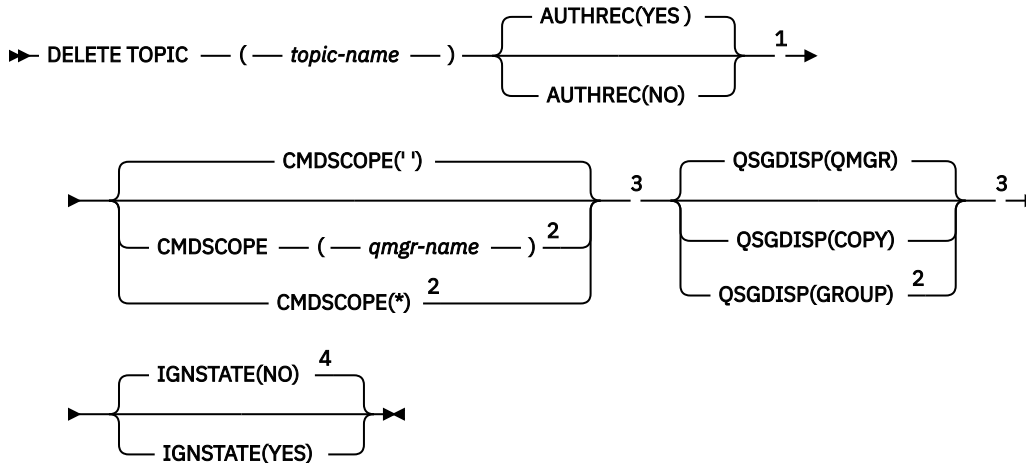 AUTHREC(YES )
DELETE TOPIC ( topic-name ) 1
AUTHREC(NO)
CMDSCOPE(' ') QSGDISP(QMGR)
3 3
CMDSCOPE ( qmgr-name ) 2 QSGDISP(COPY)
CMDSCOPE(*) 2 QSGDISP(GROUP) 2
IGNSTATE(NO) 4
IGNSTATE(YES)